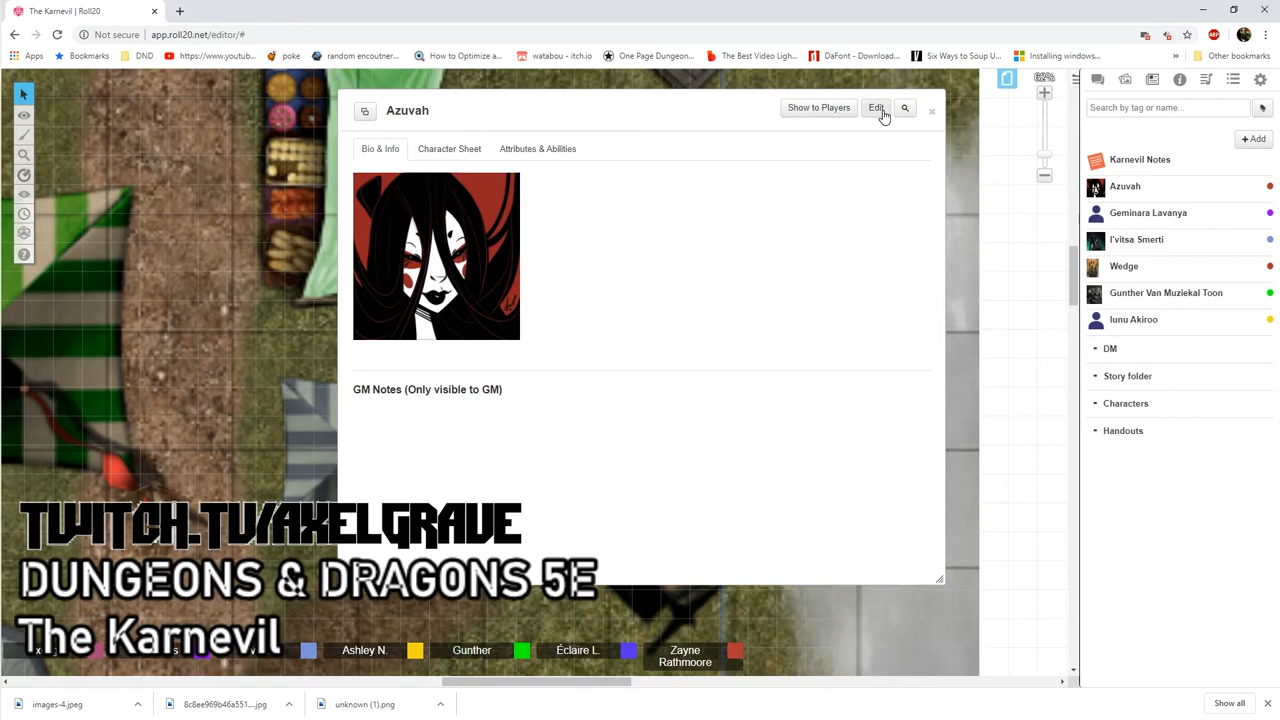 The Karnevil | Roll20
Not secure | app.roll20.net/editor/#
Apps Bookmarks DND https://www.youtub... poke random encoutner... How to Optimize a... watabou - itch.io One Page Dungeon... The Best Video Ligh... DaFont - Download... Six Ways to Soup U... Installing windows... » Other bookmarks
62%
Azuvah
Show to Players
Edit
Bio & Info
Character Sheet
Attributes & Abilities
GM Notes (Only visible to GM)
Search by tag or name...
+ Add
Karnevil Notes
Azuvah
Geminara Lavanya
I'vitsa Smerti
Wedge
Gunther Van Muziekal Toon
Iunu Akiroo
DM
Story folder
Characters
Handouts
TWITCH.TV/AXELGRAVE
DUNGEONS & DRAGONS 5E
The Karnevil
Ashley N.
Gunther
Éclaire L.
Zayne
Rathmoore
images-4.jpeg
8c8ee969b46a551....jpg
unknown (1).png
Show all